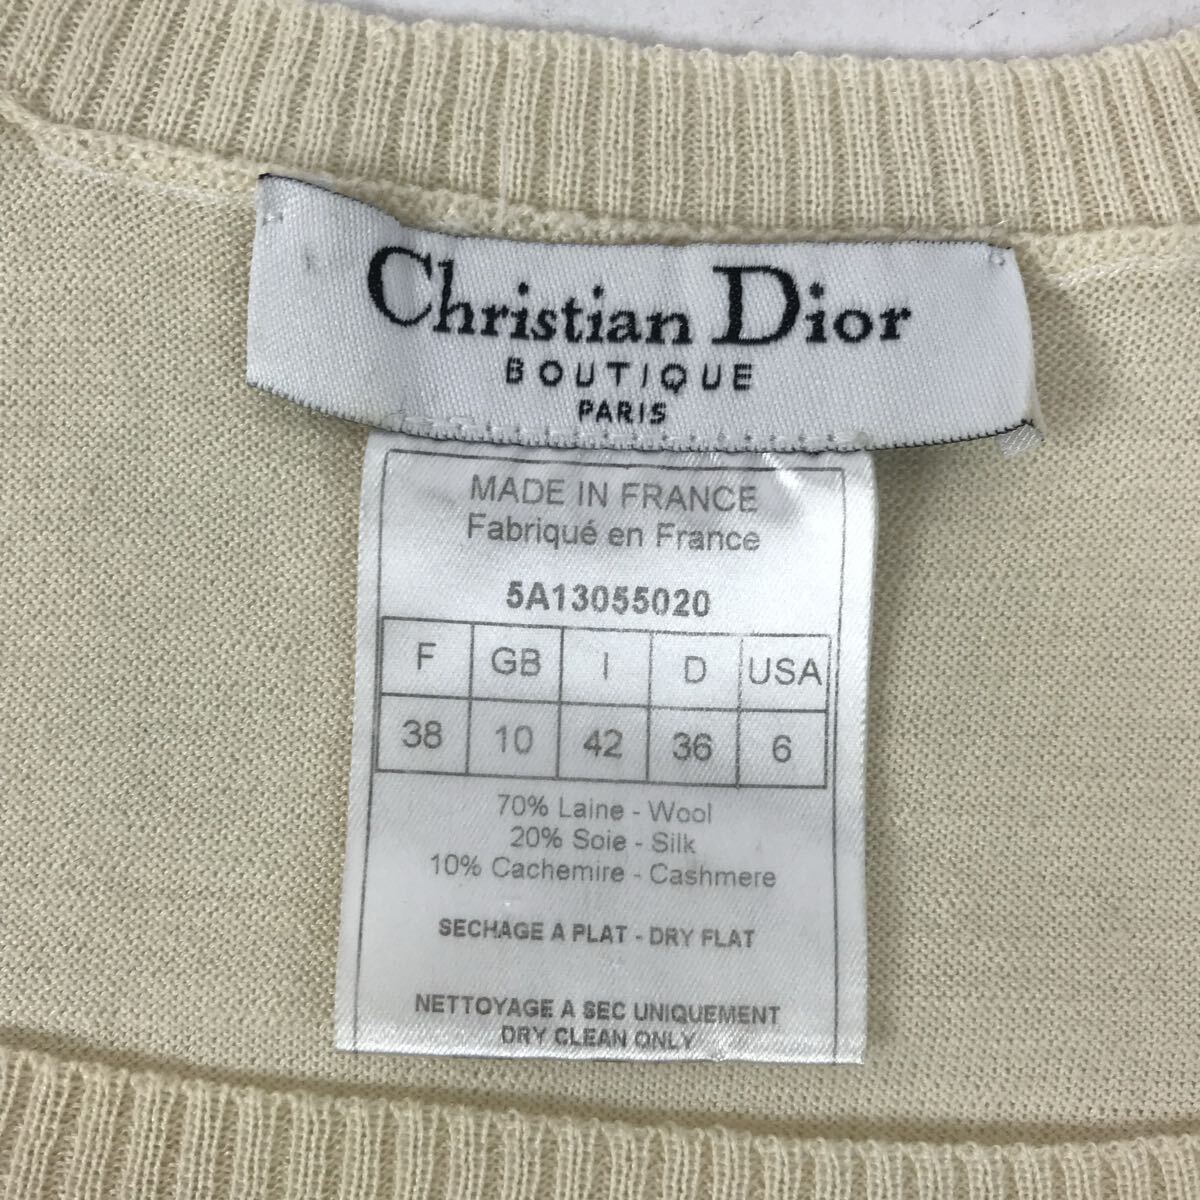 Christian Dior
BOUTIQUE
PARIS
MADE IN FRANCE
Fabriqué en France
5A13055020
F GB I D USA
38 10 42 36 6
70% Laine - Wool
20% Soie - Silk
10% Cachemire - Cashmere
SECHAGE A PLAT - DRY FLAT
NETTOYAGE A SEC UNIQUEMENT
DRY CLEAN ONLY